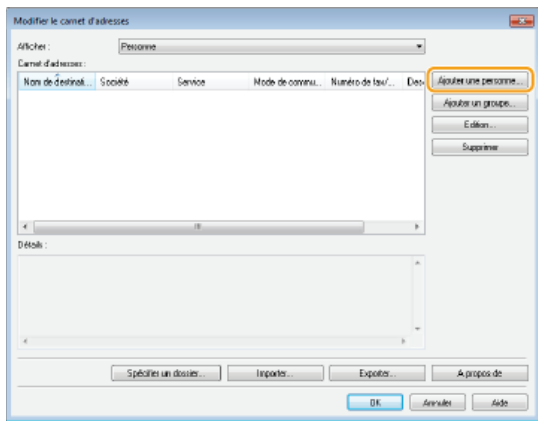 Modifier le carnet d'adresses
Afficher :
Personne
Carnet d'adresses :
Nom de destinat... Société Service Mode de commu... Numéro de fax/... Des
Ajouter une personne...
Ajouter un groupe...
Edition...
Supprimer
Détails :
Spécifier un dossier... Importer... Exporter... A propos de
OK Annuler Aide